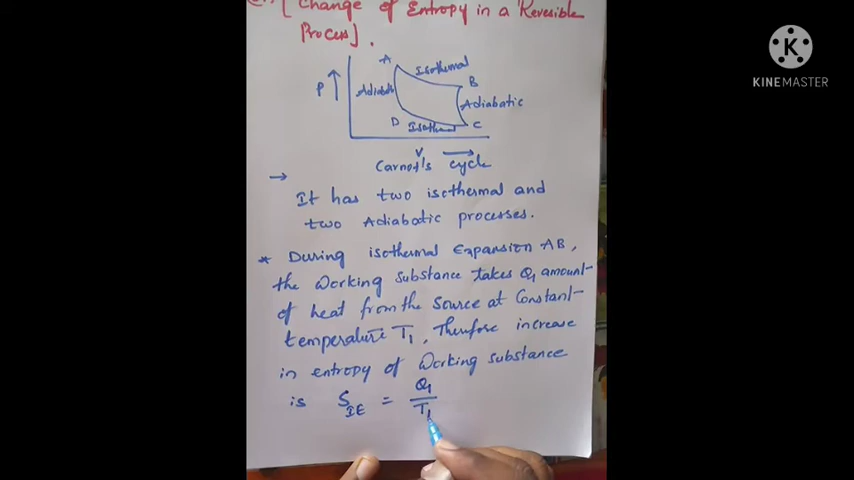 [Change of Entropy in a Revesible
Process].
A
Isothermal
P
Adiabatic
B
Adiabatic
D
Isothermal
C
V
Carnot's cycle
It has two isothermal and
two Adiabatic processes.
* During isothermal Expansion AB,
the Working Substance takes Q1 amount
of heat from the Source at Constant
temperature T1, Therefore increase
in entropy of Working substance
is S_IE = Q1/T1
K
KINEMASTER